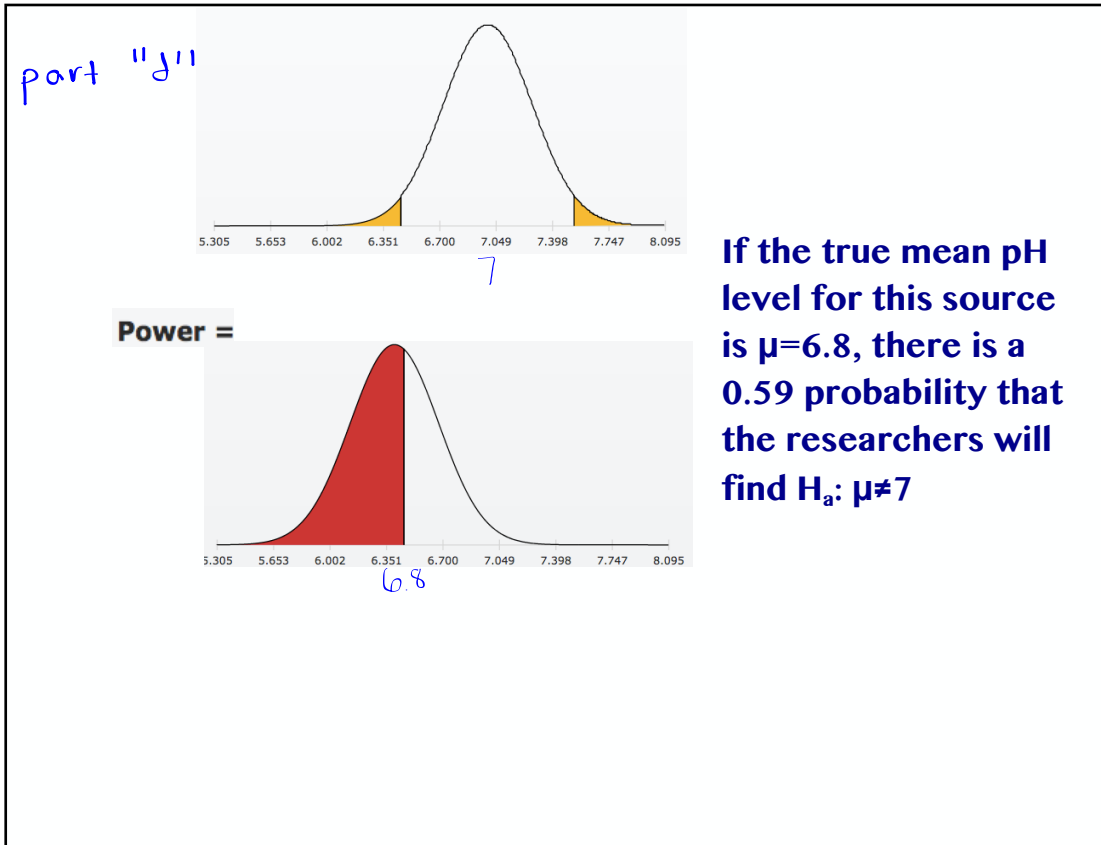 part "d"
5.305 5.653 6.002 6.351 6.700 7.049 7.398 7.747 8.095
7
Power =
5.305 5.653 6.002 6.351 6.700 7.049 7.398 7.747 8.095
6.8
If the true mean pH
level for this source
is µ=6.8, there is a
0.59 probability that
the researchers will
find Hₐ: µ≠7